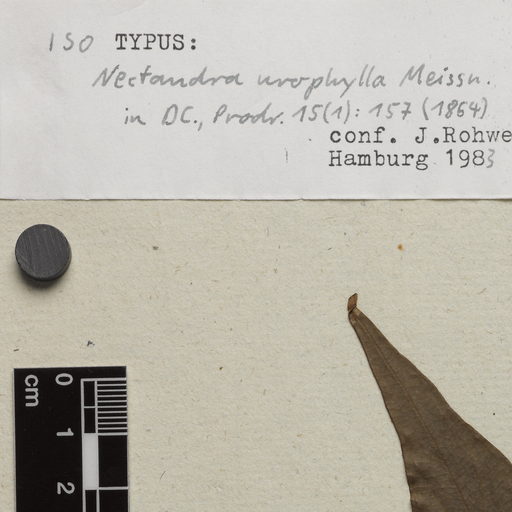 ISO TYPUS:
Nectandra urophylla Meissn.
in DC., Prodr. 15(1): 157 (1864)
conf. J.Rohwe
Hamburg 1983
cm
0
1
2